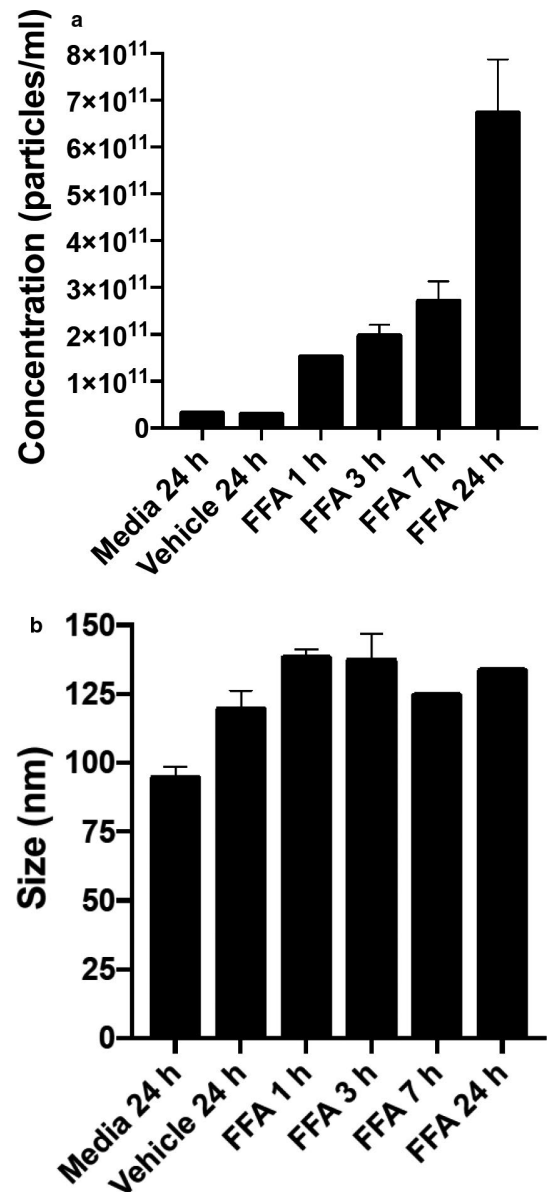 a
Concentration (particles/ml)
8×10¹¹
7×10¹¹
6×10¹¹
5×10¹¹
4×10¹¹
3×10¹¹
2×10¹¹
1×10¹¹
0
Media 24 h
Vehicle 24 h
FFA 1 h
FFA 3 h
FFA 7 h
FFA 24 h
b
Size (nm)
150
125
100
75
50
25
0
Media 24 h
Vehicle 24 h
FFA 1 h
FFA 3 h
FFA 7 h
FFA 24 h